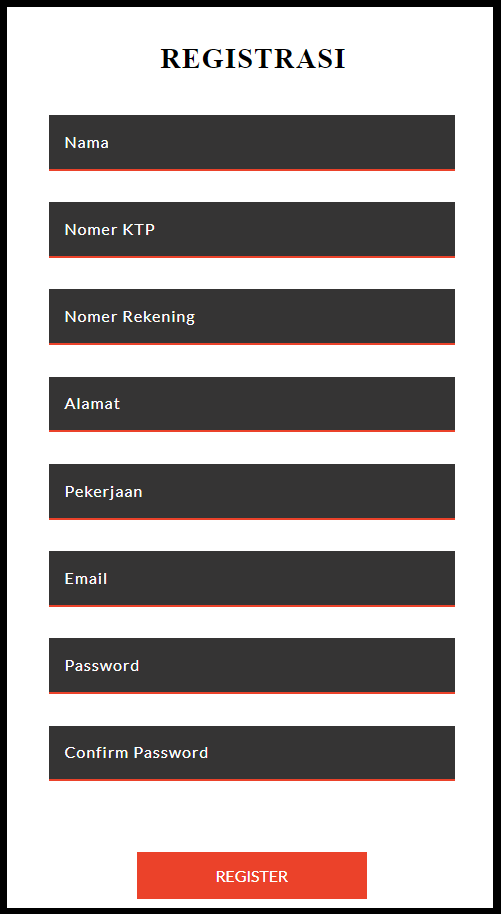 REGISTRASI
Nama
Nomer KTP
Nomer Rekening
Alamat
Pekerjaan
Email
Password
Confirm Password
REGISTER